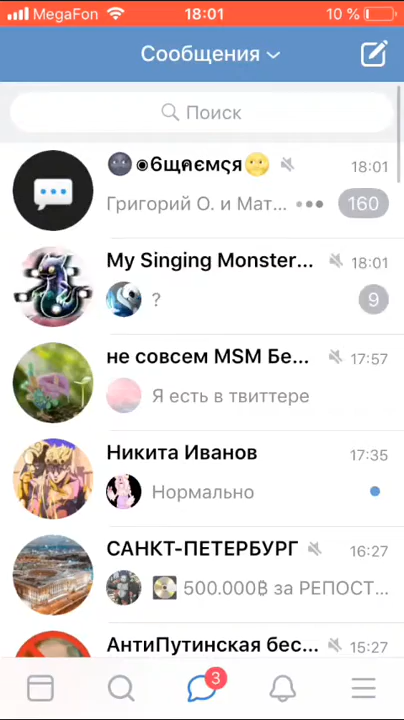 MegaFon 18:01 10 %
Сообщения
Поиск
общаємся 18:01
Григорий О. и Мат... 160
My Singing Monster... 18:01
? 9
не совсем MSM Бе... 17:57
Я есть в твиттере
Никита Иванов 17:35
Нормально
САНКТ-ПЕТЕРБУРГ 16:27
500.000฿ за РЕПОСТ...
АнтиПутинская бес... 15:27
3